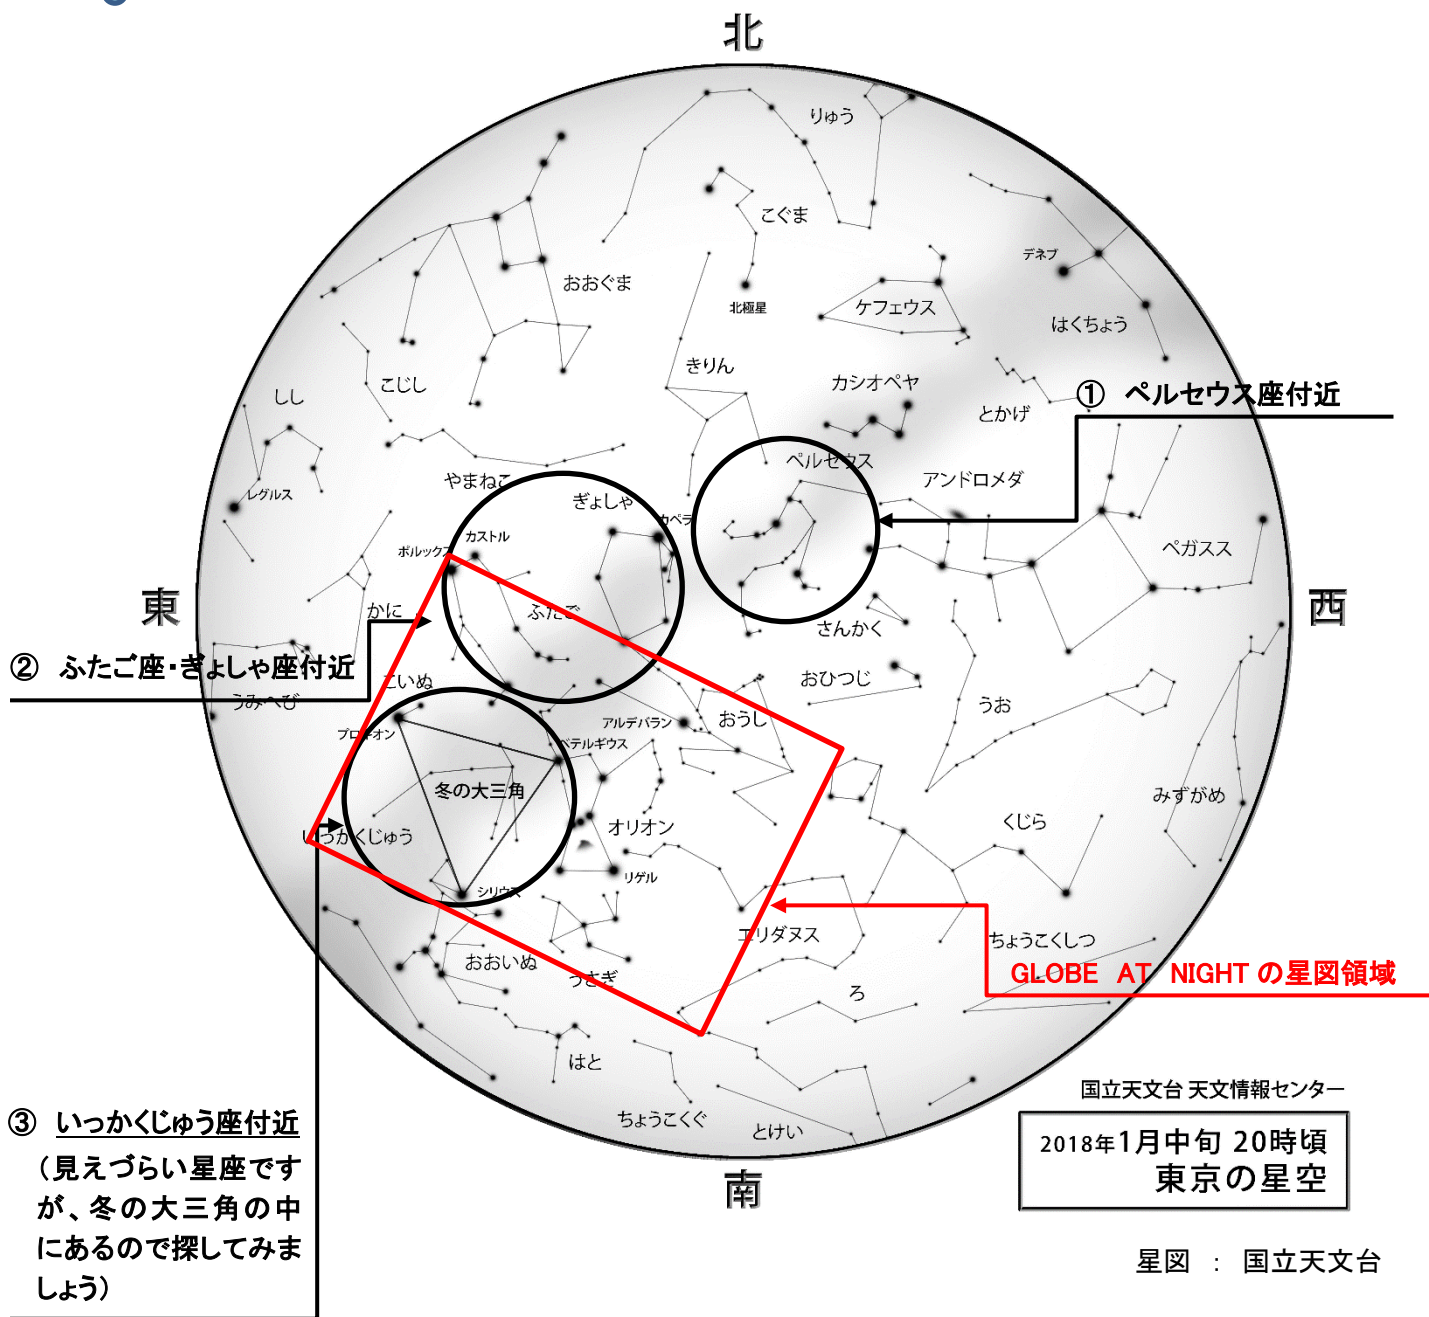 北
りゅう
こぐま
デネブ
おおぐま
北極星
ケフェウス
はくちょう
きりん
カシオペヤ
こじし
しし
とかげ
① ペルセウス座付近
ペルセウス
アンドロメダ
やまねこ
レグルス
ぎょしゃ
カペラ
カストル
ポルックス
ペガスス
東
西
かに
ふたご
さんかく
② ふたご座・ぎょしゃ座付近
こいぬ
おひつじ
うみへび
うお
アルデバラン
おうし
プロキオン
ベテルギウス
冬の大三角
みずがめ
くじら
オリオン
いっかくじゅう
リゲル
シリウス
エリダヌス
ちょうこくしつ
おおいぬ
うさぎ
GLOBE AT NIGHT の星図領域
ろ
はと
国立天文台 天文情報センター
ちょうこくぐ
とけい
2018年1月中旬 20時頃
東京の星空
南
③ いっかくじゅう座付近
(見えづらい星座です
が、冬の大三角の中
にあるので探してみま
しょう)
星図 : 国立天文台